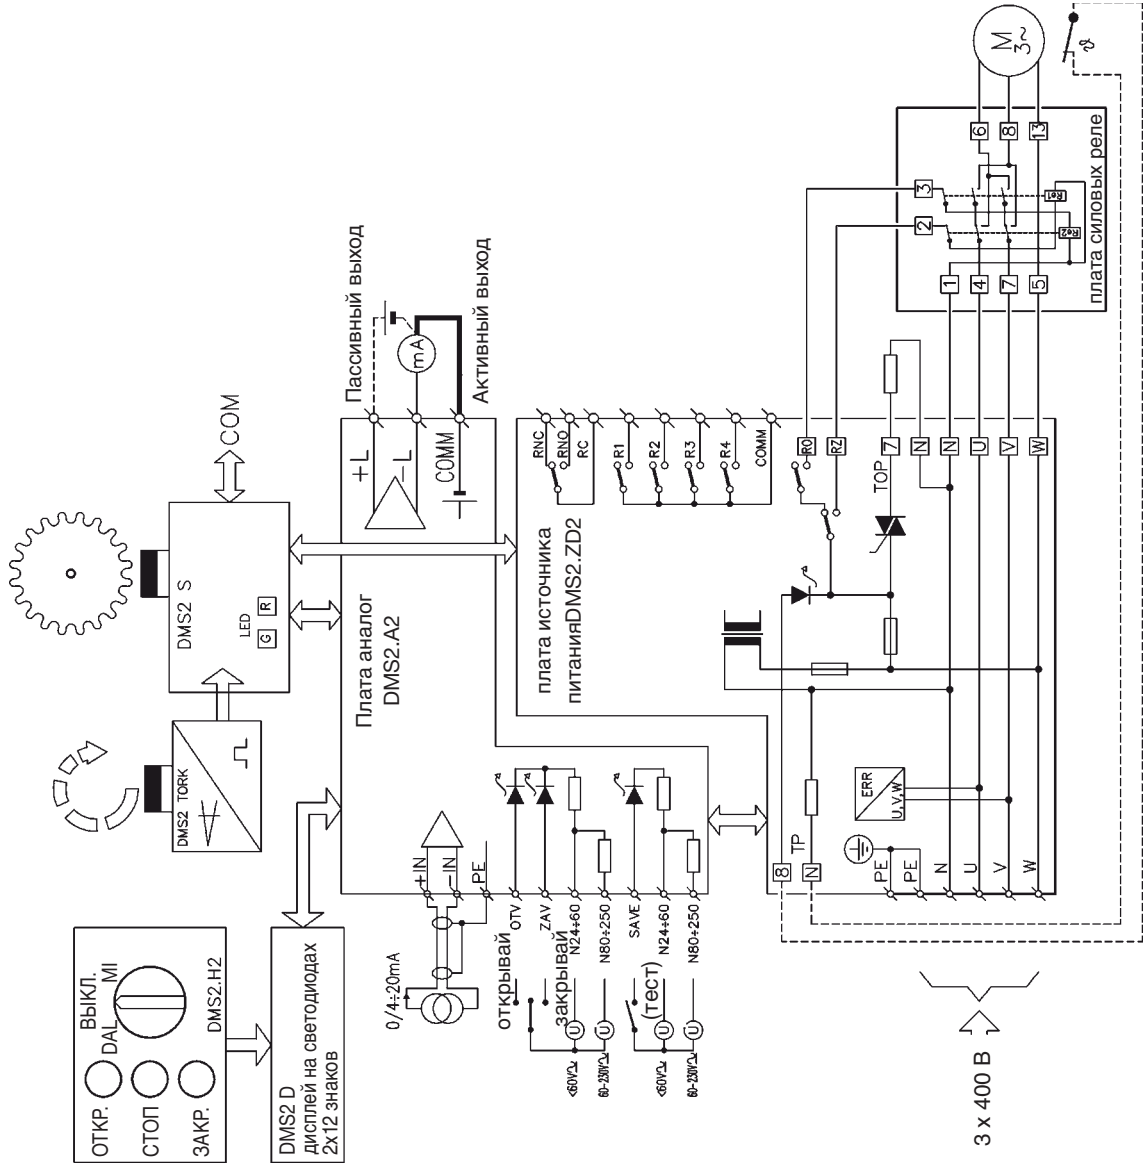 ОТКР.
СТОП
ЗАКР.
ВЫКЛ.
DAL
MI
DMS2.H2
DMS2 D
дисплей на светодиодах
2x12 знаков
DMS2 TORK
DMS2 S
LED
G
R
COM
Плата аналог
DMS2.A2
+L
-L
COMM
Пассивный выход
mA
Активный выход
0/4÷20mA
+IN
-IN
PE
OTV
ZAV
N24÷60
N80÷250
SAVE
N24÷60
N80÷250
открывай
закрывай
(тест)
U
U
U
U
<60V
60-230V
<60V
60-230V
плата источника
питанияDMS2.ZD2
RNC
RNO
RC
R1
R2
R3
R4
COMM
RO
RZ
TOP
7
N
N
U
V
W
8
TP
N
ERR
U,V,W
PE
PE
N
U
V
W
3 x 400 В
плата силовых реле
3
2
1
4
7
5
6
8
13
Re1
Re2
M
3~
ϑ